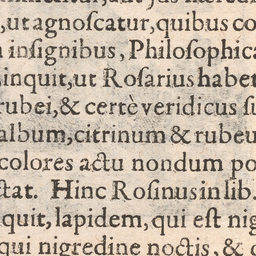 ,ut agnoſcatur, quibus co
inſignibus, Philoſophica
inquit, ut Roſarius habet
rubei, & certè veridicus ſu
album, citrinum & rubeu
colores actu nondum po
ſtat. Hinc Roſinus in lib.
quit, lapidem, qui eſt nig
qui nigredine noctis, & c